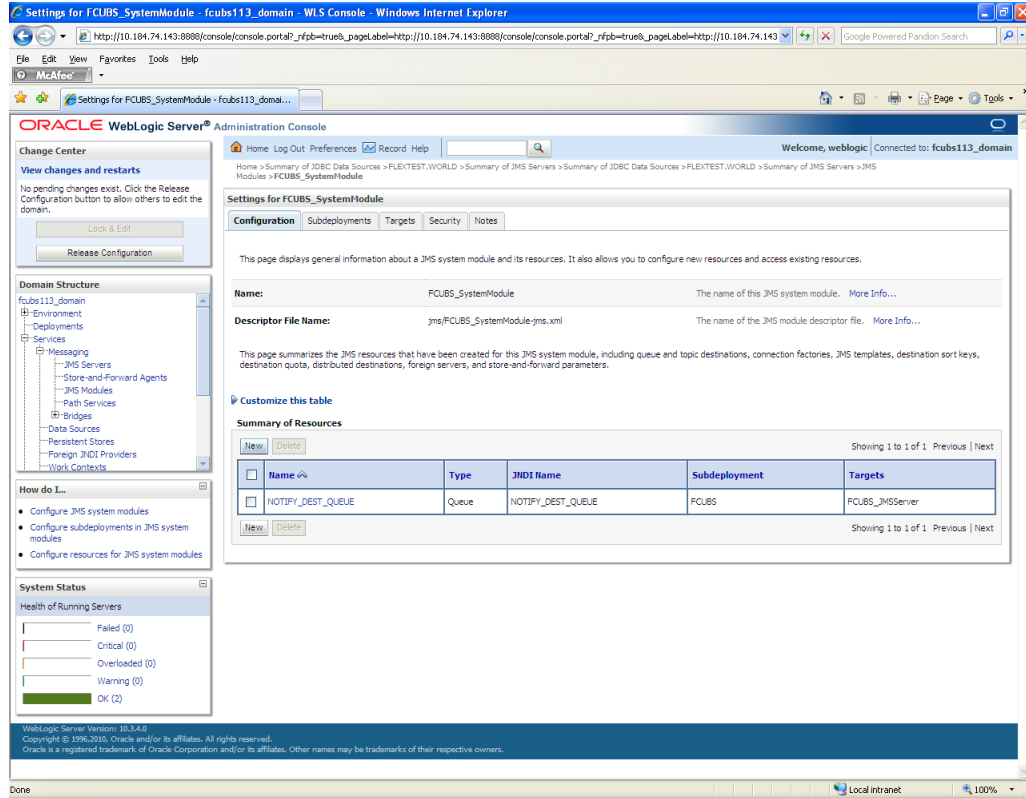 Settings for FCUBS_SystemModule - fcubs113_domain - WLS Console - Windows Internet Explorer
http://10.184.74.143:8888/console/console.portal?_nfpb=true&_pageLabel=http://10.184.74.143:8888/console/console.portal?_nfpb=true&_pageLabel=http://10.184.74.143
Google Powered Pandion Search
File Edit View Favorites Tools Help
McAfee
Settings for FCUBS_SystemModule - fcubs113_domai...
Page Tools
ORACLE WebLogic Server® Administration Console
Change Center
View changes and restarts
No pending changes exist. Click the Release
Configuration button to allow others to edit the
domain.
Lock & Edit
Release Configuration
Domain Structure
fcubs113_domain
Environment
Deployments
Services
Messaging
JMS Servers
Store-and-Forward Agents
JMS Modules
Path Services
Bridges
Data Sources
Persistent Stores
Foreign JNDI Providers
Work Contexts
How do I...
Configure JMS system modules
Configure subdeployments in JMS system
modules
Configure resources for JMS system modules
System Status
Health of Running Servers
Failed (0)
Critical (0)
Overloaded (0)
Warning (0)
OK (2)
Home Log Out Preferences Record Help
Welcome, weblogic Connected to: fcubs113_domain
Home >Summary of JDBC Data Sources >FLEXTEST.WORLD >Summary of JMS Servers >Summary of JDBC Data Sources >FLEXTEST.WORLD >Summary of JMS Servers >JMS
Modules >FCUBS_SystemModule
Settings for FCUBS_SystemModule
Configuration Subdeployments Targets Security Notes
This page displays general information about a JMS system module and its resources. It also allows you to configure new resources and access existing resources.
Name: FCUBS_SystemModule The name of this JMS system module. More Info...
Descriptor File Name: jms/FCUBS_SystemModule-jms.xml The name of the JMS module descriptor file. More Info...
This page summarizes the JMS resources that have been created for this JMS system module, including queue and topic destinations, connection factories, JMS templates, destination sort keys,
destination quota, distributed destinations, foreign servers, and store-and-forward parameters.
Customize this table
Summary of Resources
New Delete Showing 1 to 1 of 1 Previous | Next
Name Type JNDI Name Subdeployment Targets
NOTIFY_DEST_QUEUE Queue NOTIFY_DEST_QUEUE FCUBS FCUBS_JMSServer
New Delete Showing 1 to 1 of 1 Previous | Next
WebLogic Server Version: 10.3.4.0
Copyright © 1996,2010, Oracle and/or its affiliates. All rights reserved.
Oracle is a registered trademark of Oracle Corporation and/or its affiliates. Other names may be trademarks of their respective owners.
Done Local intranet 100%